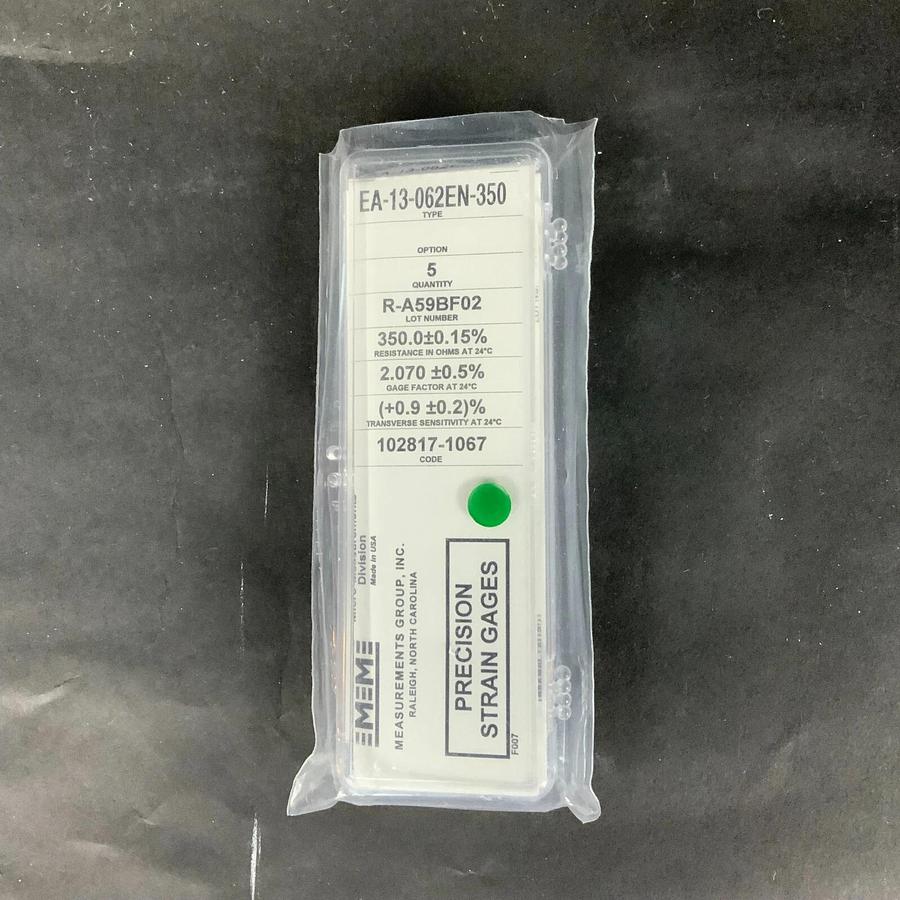 EA-13-062EN-350
TYPE
OPTION
5
QUANTITY
R-A59BF02
LOT NUMBER
350.0±0.15%
RESISTANCE IN OHMS AT 24°C
2.070 ±0.5%
GAGE FACTOR AT 24°C
(+0.9 ±0.2)%
TRANSVERSE SENSITIVITY AT 24°C
102817-1067
CODE
Division
Made in USA
MEASUREMENTS GROUP, INC.
RALEIGH, NORTH CAROLINA
PRECISION
STRAIN GAGES
F007